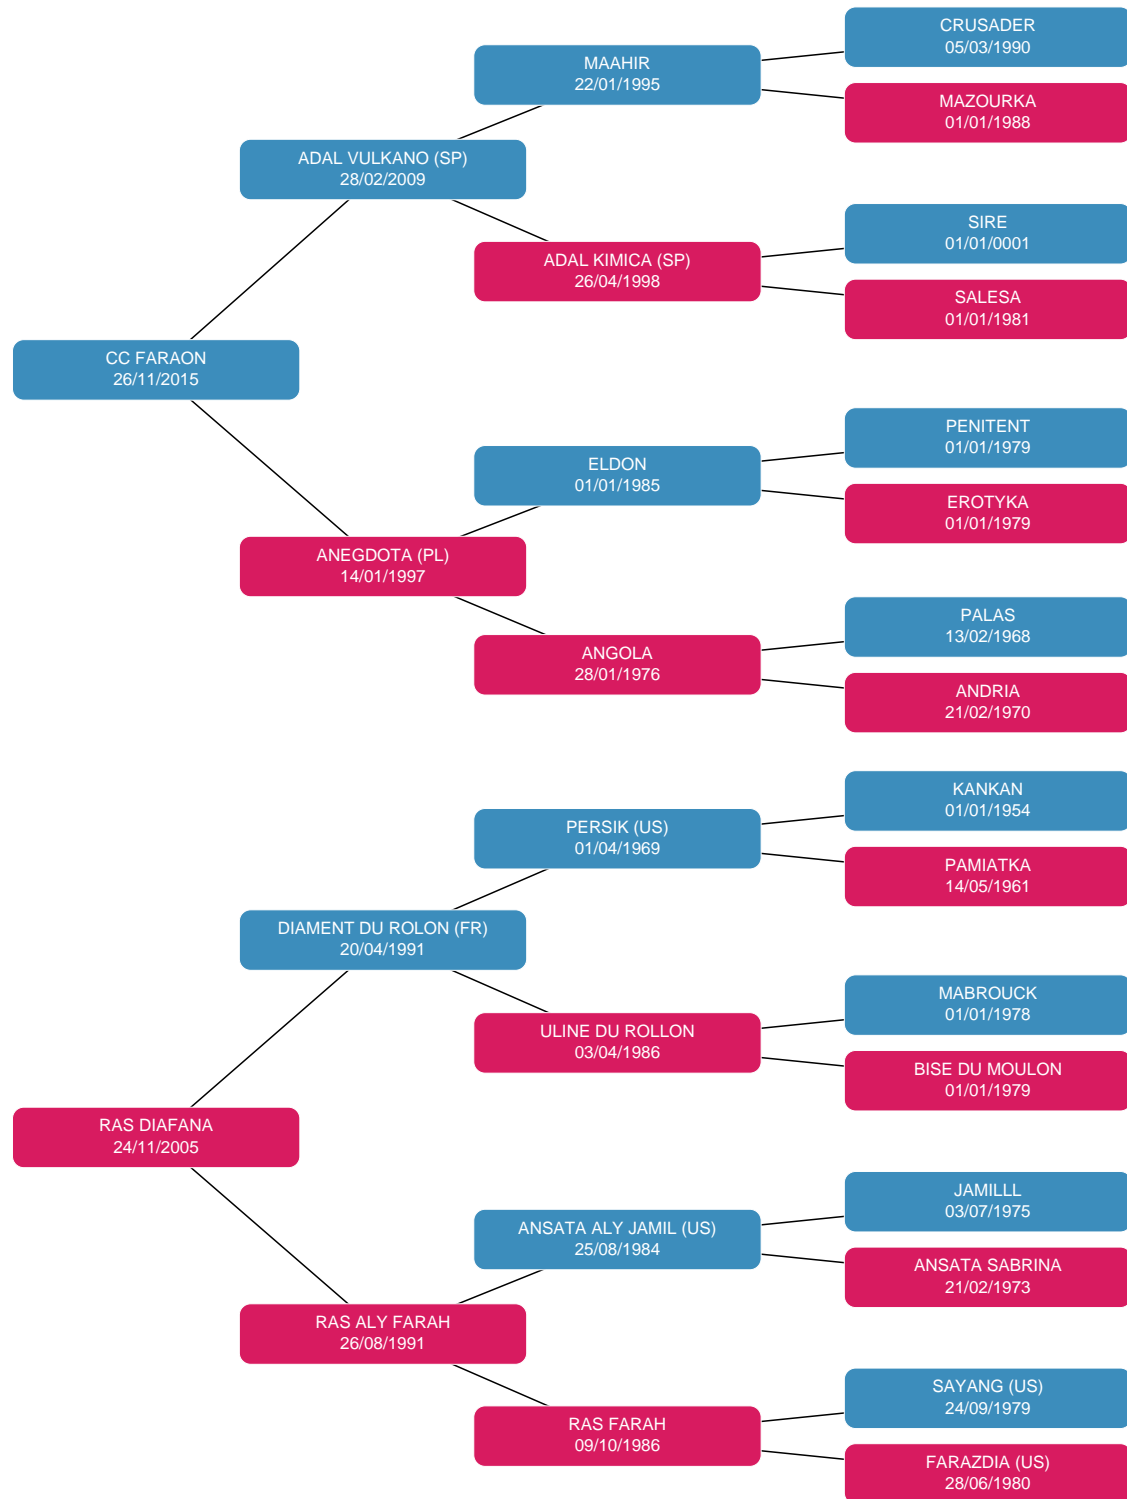 CRUSADER
05/03/1990
MAAHIR
22/01/1995
MAZOURKA
01/01/1988
ADAL VULKANO (SP)
28/02/2009
SIRE
01/01/0001
ADAL KIMICA (SP)
26/04/1998
SALESA
01/01/1981
CC FARAON
26/11/2015
PENITENT
01/01/1979
ELDON
01/01/1985
EROTYKA
01/01/1979
ANEGDOTA (PL)
14/01/1997
PALAS
13/02/1968
ANGOLA
28/01/1976
ANDRIA
21/02/1970
KANKAN
01/01/1954
PERSIK (US)
01/04/1969
PAMIATKA
14/05/1961
DIAMENT DU ROLON (FR)
20/04/1991
MABROUCK
01/01/1978
ULINE DU ROLLON
03/04/1986
BISE DU MOULON
01/01/1979
RAS DIAFANA
24/11/2005
JAMILLL
03/07/1975
ANSATA ALY JAMIL (US)
25/08/1984
ANSATA SABRINA
21/02/1973
RAS ALY FARAH
26/08/1991
SAYANG (US)
24/09/1979
RAS FARAH
09/10/1986
FARAZDIA (US)
28/06/1980